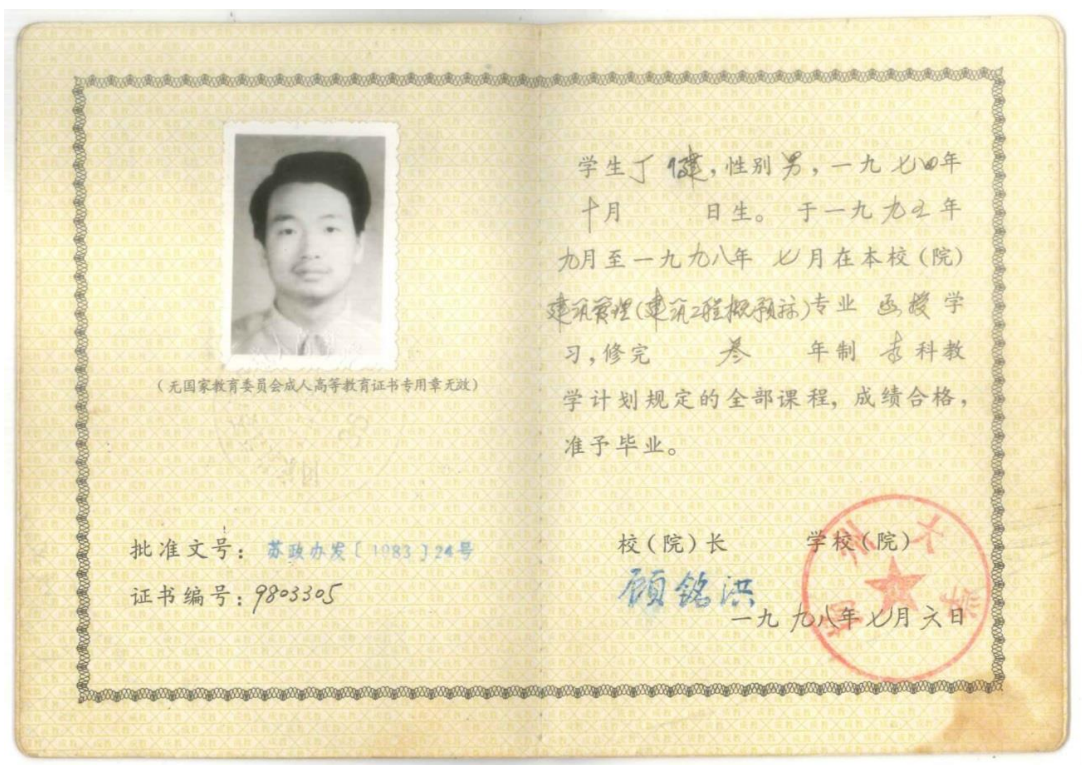 (无国家教育委员会成人高等教育证书专用章无效)
批准文号：苏政办发〔1983〕24号
证书编号：9803305
学生丁健，性别男，一九七四年
十月 日生。于一九九五年
九月至一九九八年七月在本校(院)
建筑管理(建筑工程概预标)专业函授学
习，修完叁年制本科教
学计划规定的全部课程，成绩合格，
准予毕业。
校(院)长 学校(院)
顾铭洪
一九九八年七月六日
扬州大学